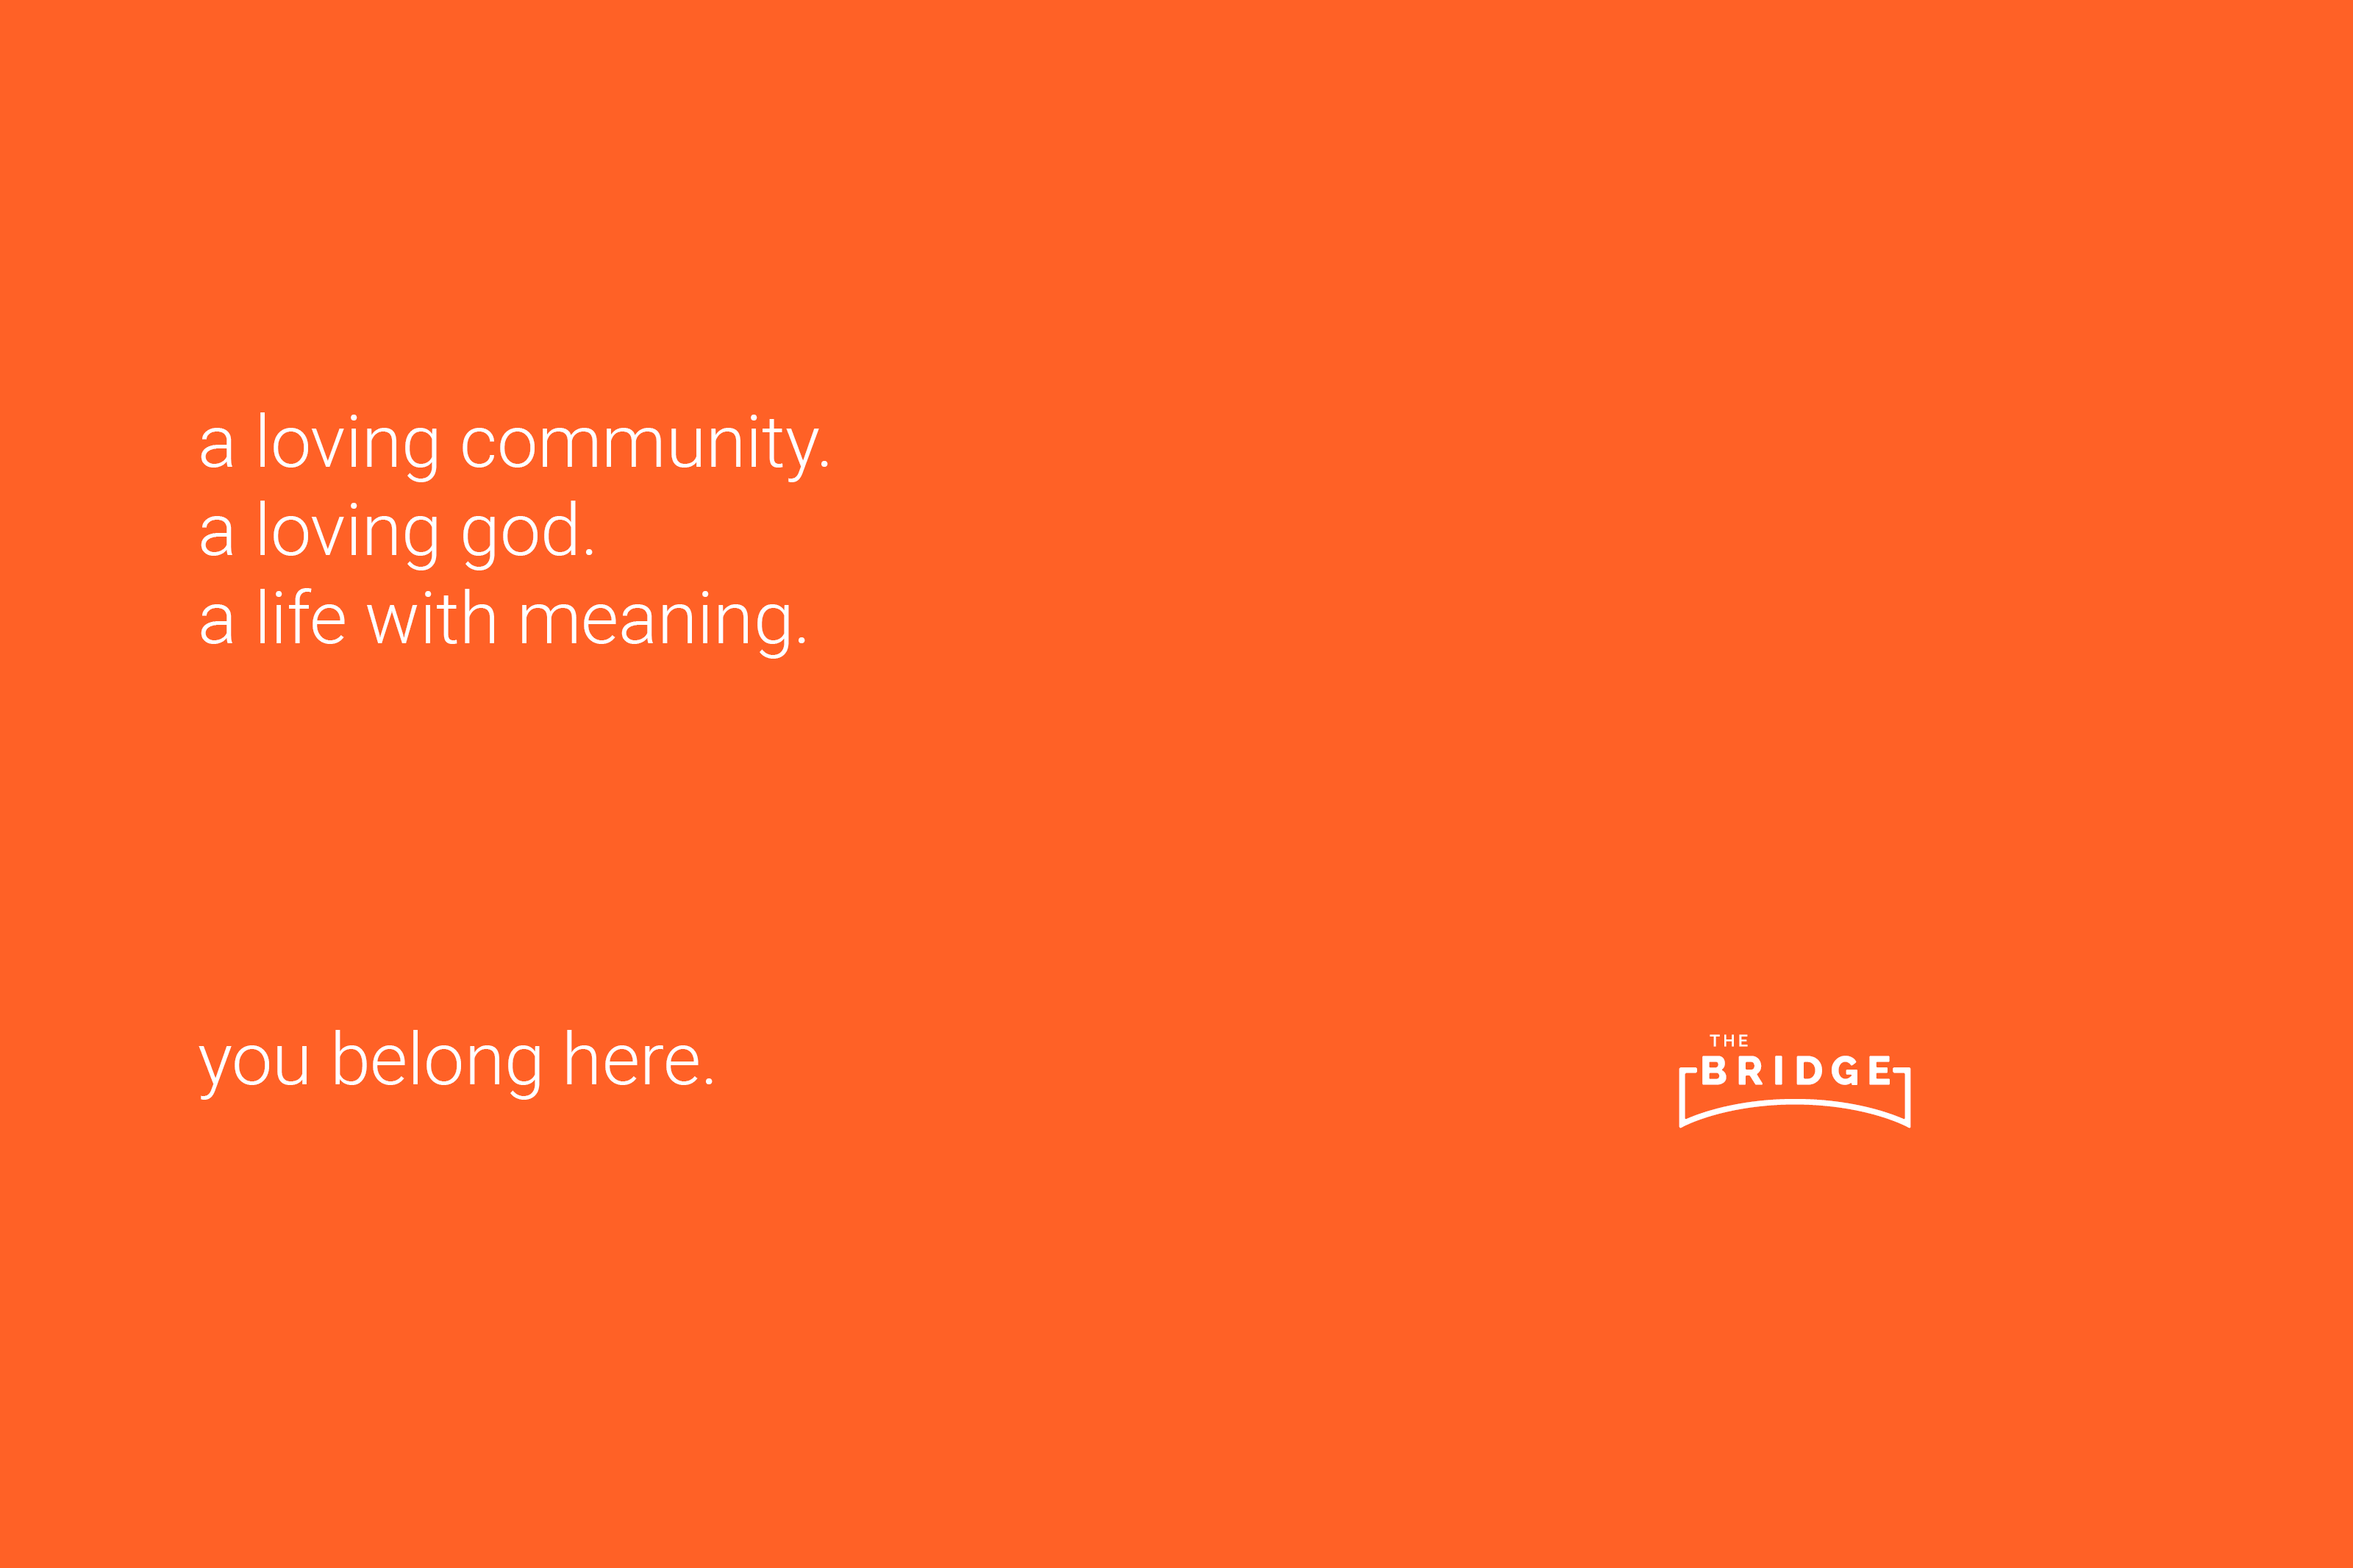 a loving community.
a loving god.
a life with meaning.
you belong here.
THE
BRIDGE